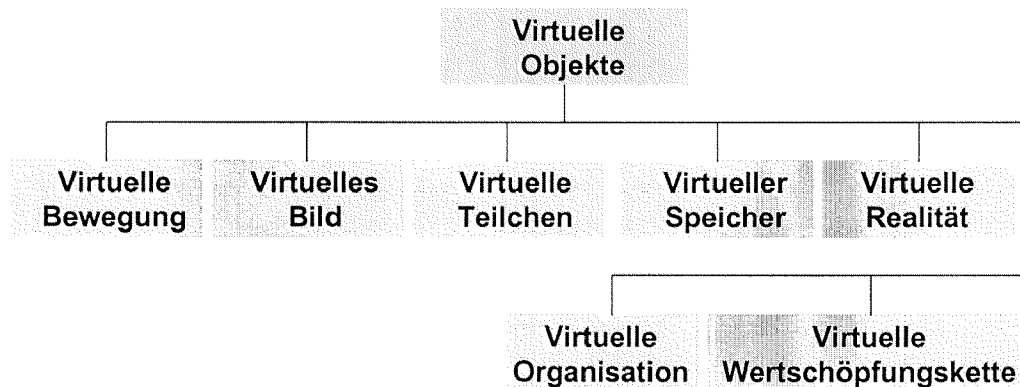 Virtuelle
Objekte
Virtuelle
Bewegung
Virtuelles
Bild
Virtuelle
Teilchen
Virtueller
Speicher
Virtuelle
Realität
Virtuelle
Organisation
Virtuelle
Wertschöpfungskette